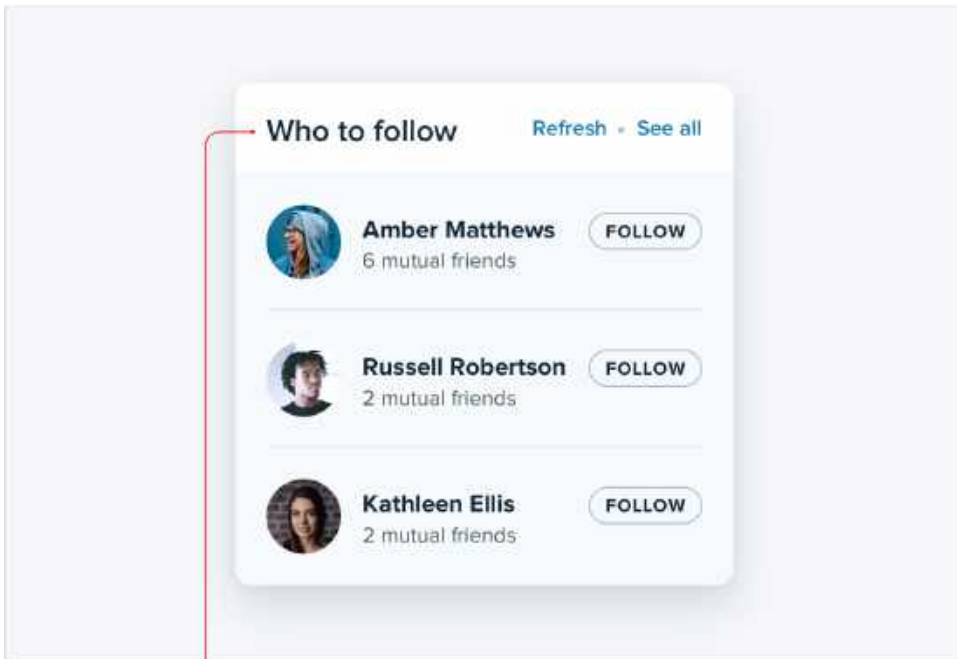 Who to follow Refresh • See all
Amber Matthews FOLLOW
6 mutual friends
Russell Robertson FOLLOW
2 mutual friends
Kathleen Ellis FOLLOW
2 mutual friends